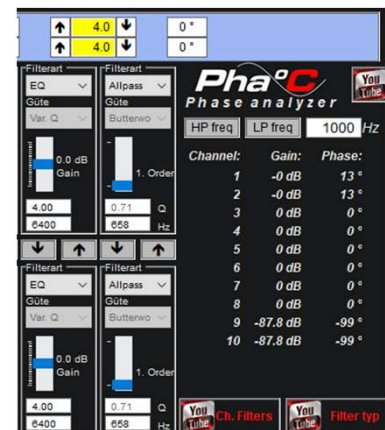 4.0 0 °
4.0 0 °
Filterart Filterart
EQ Allpass
Güte Güte
Var. Q Butterwo
0.0 dB
Gain 1. Order
4.00 0.71 Q
6400 658 Hz
Filterart Filterart
EQ Allpass
Güte Güte
Var. Q Butterwo
0.0 dB
Gain 1. Order
4.00 0.71 Q
6400 658 Hz
Pha°C
You Tube
Phase analyzer
HP freq LP freq 1000 Hz
Channel: Gain: Phase:
1 -0 dB 13 °
2 -0 dB 13 °
3 0 dB 0 °
4 0 dB 0 °
5 0 dB 0 °
6 0 dB 0 °
7 0 dB 0 °
8 0 dB 0 °
9 -87.8 dB -99 °
10 -87.8 dB -99 °
You Tube Ch. Filters You Tube Filter typ